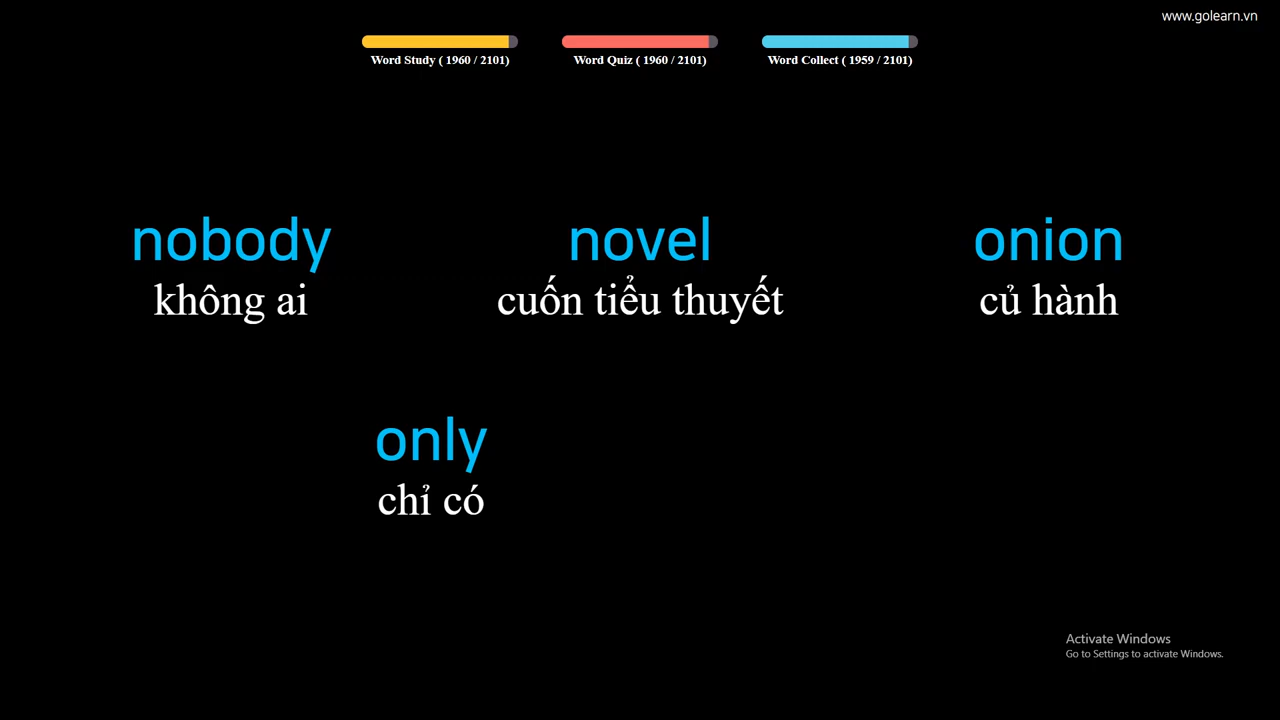 www.golearn.vn
Word Study ( 1960 / 2101)
Word Quiz ( 1960 / 2101)
Word Collect ( 1959 / 2101)
nobody
không ai
novel
cuốn tiểu thuyết
onion
củ hành
only
chỉ có
Activate Windows
Go to Settings to activate Windows.